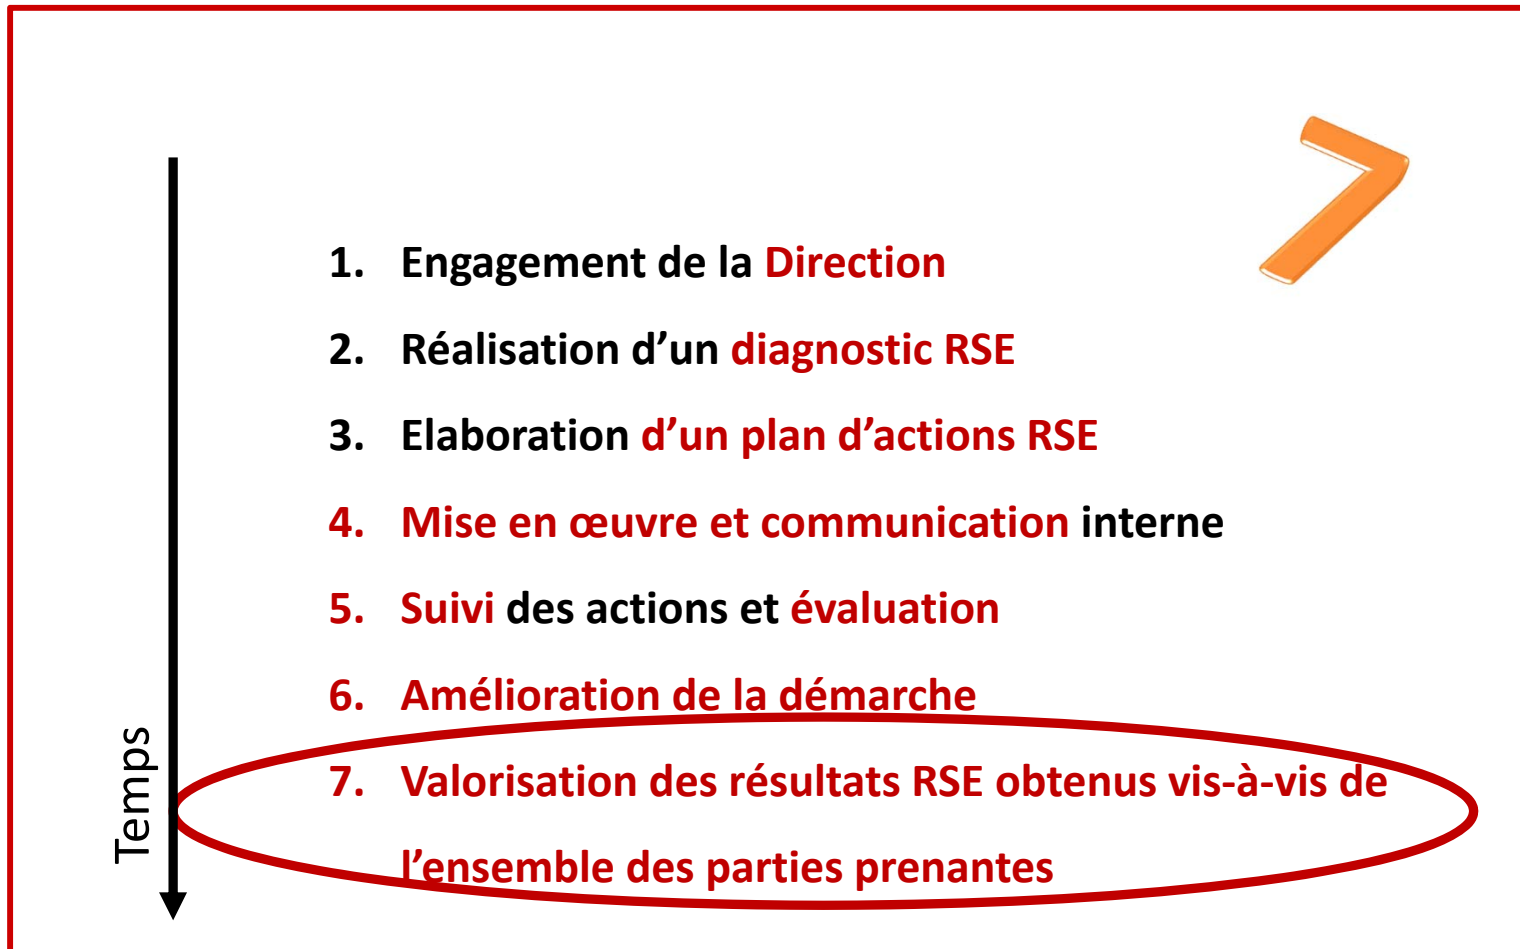 7
1. Engagement de la Direction
2. Réalisation d’un diagnostic RSE
3. Elaboration d’un plan d’actions RSE
4. Mise en œuvre et communication interne
5. Suivi des actions et évaluation
6. Amélioration de la démarche
7. Valorisation des résultats RSE obtenus vis-à-vis de
l’ensemble des parties prenantes
Temps